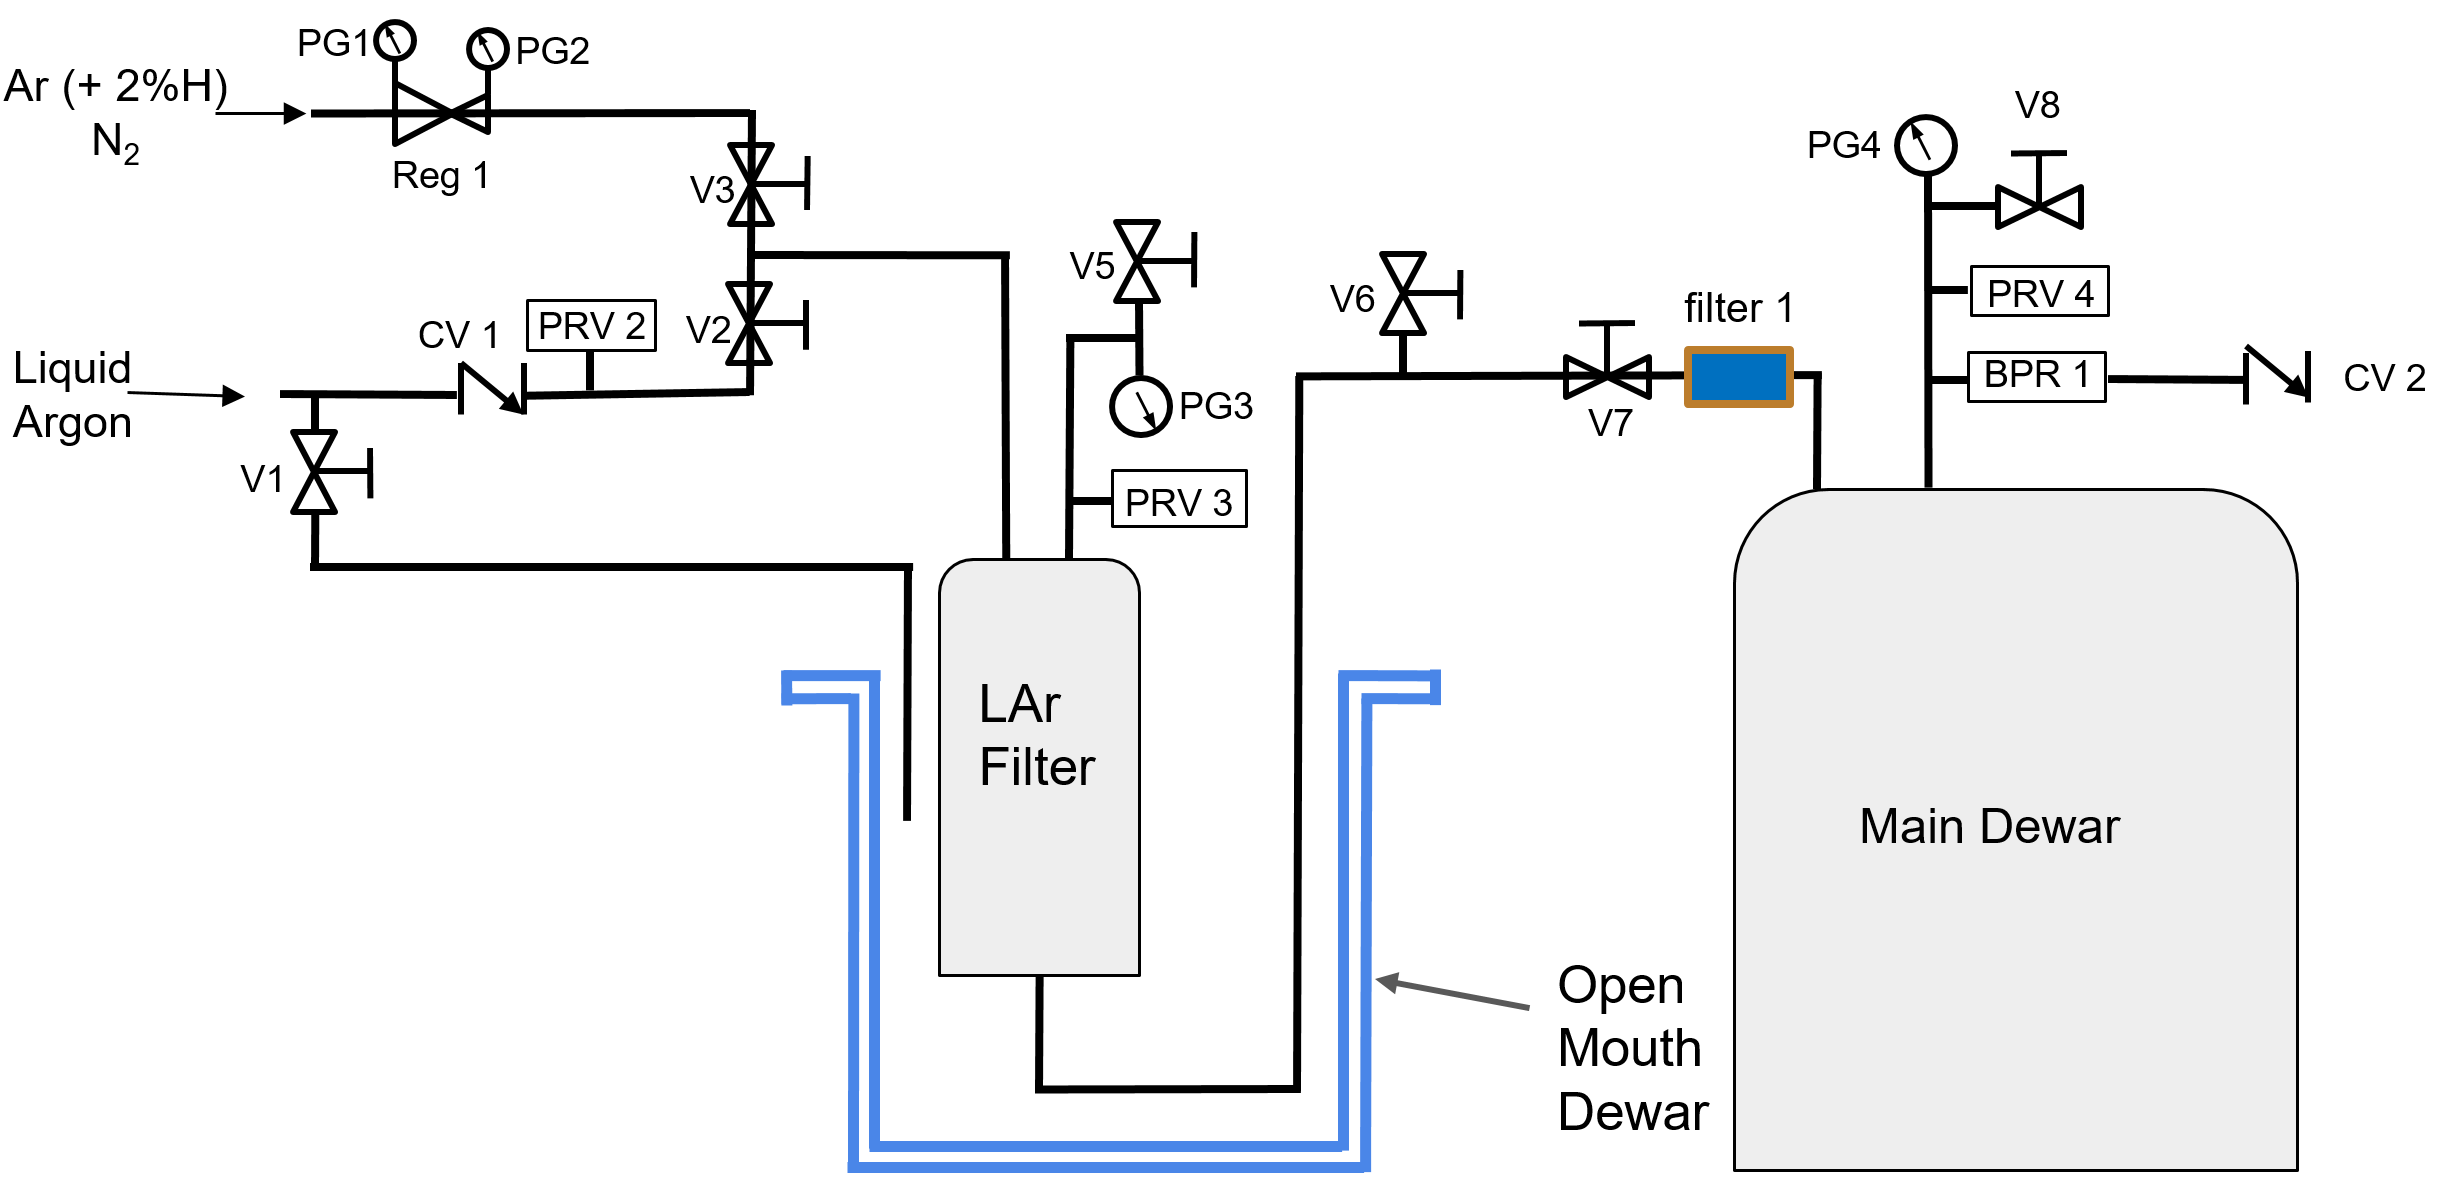 PG1
PG2
Ar (+ 2%H)
N2
Reg 1
V3
V8
PG4
V5
V6
filter 1
PRV 4
CV 1
PRV 2
V2
Liquid
Argon
PG3
V7
BPR 1
CV 2
V1
PRV 3
LAr
Filter
Main Dewar
Open
Mouth
Dewar